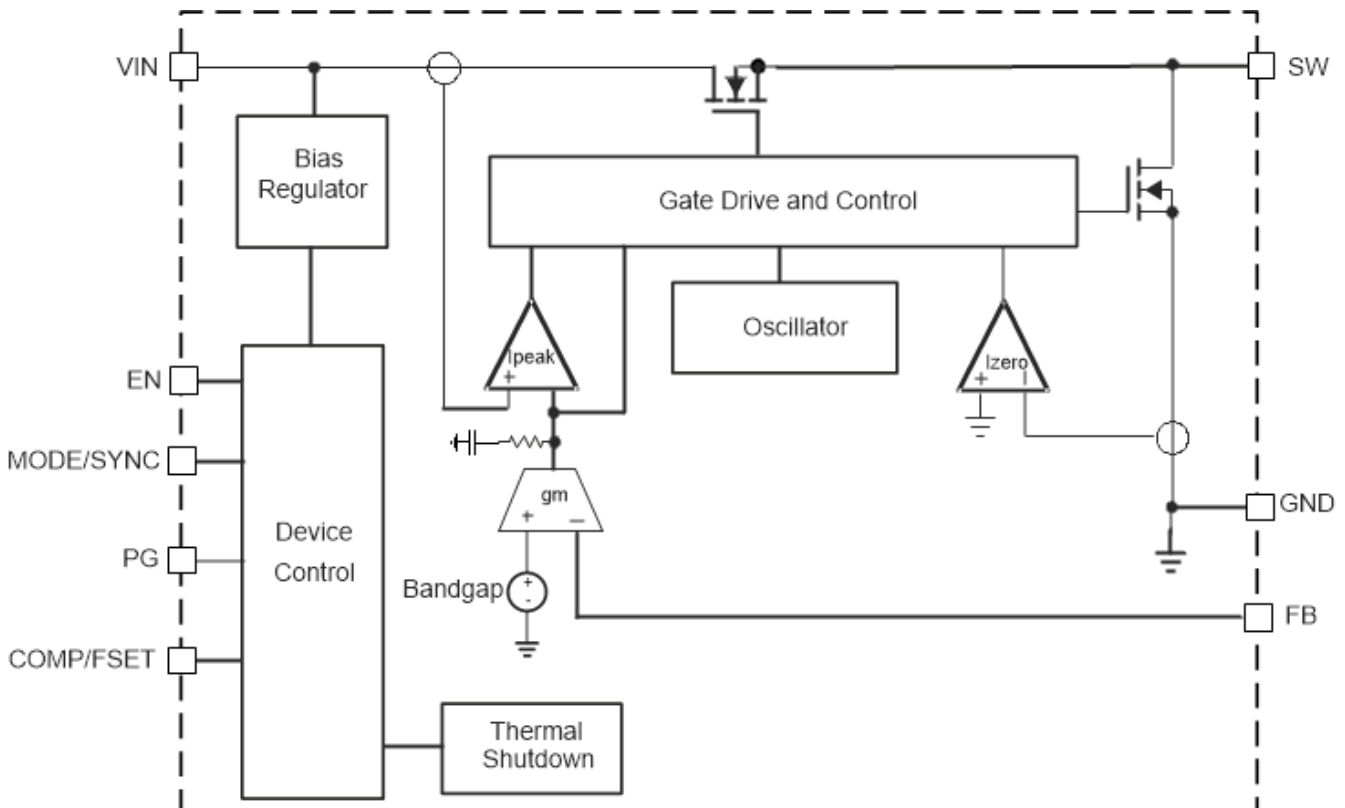 VIN
SW
Bias
Regulator
Gate Drive and Control
Oscillator
Ipeak
+
Izero
+
EN
MODE/SYNC
gm
+ −
GND
Device
Control
PG
Bandgap
+
-
FB
COMP/FSET
Thermal
Shutdown